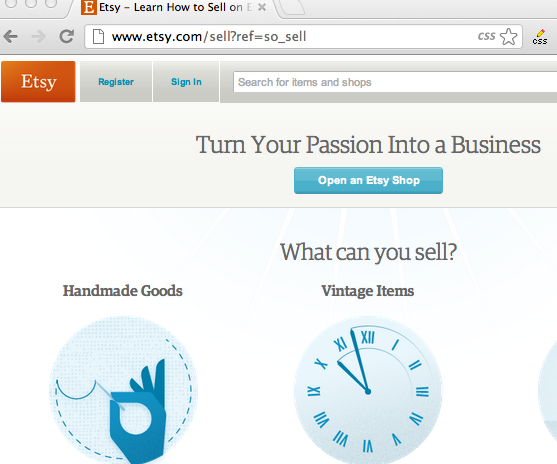 Etsy – Learn How to Sell on E
www.etsy.com/sell?ref=so_sell
css
css
Etsy
Register
Sign In
Search for items and shops
Turn Your Passion Into a Business
Open an Etsy Shop
What can you sell?
Handmade Goods
Vintage Items
XII
I
II
III
IIII
V
VI
VII
VIII
IX
X
XI